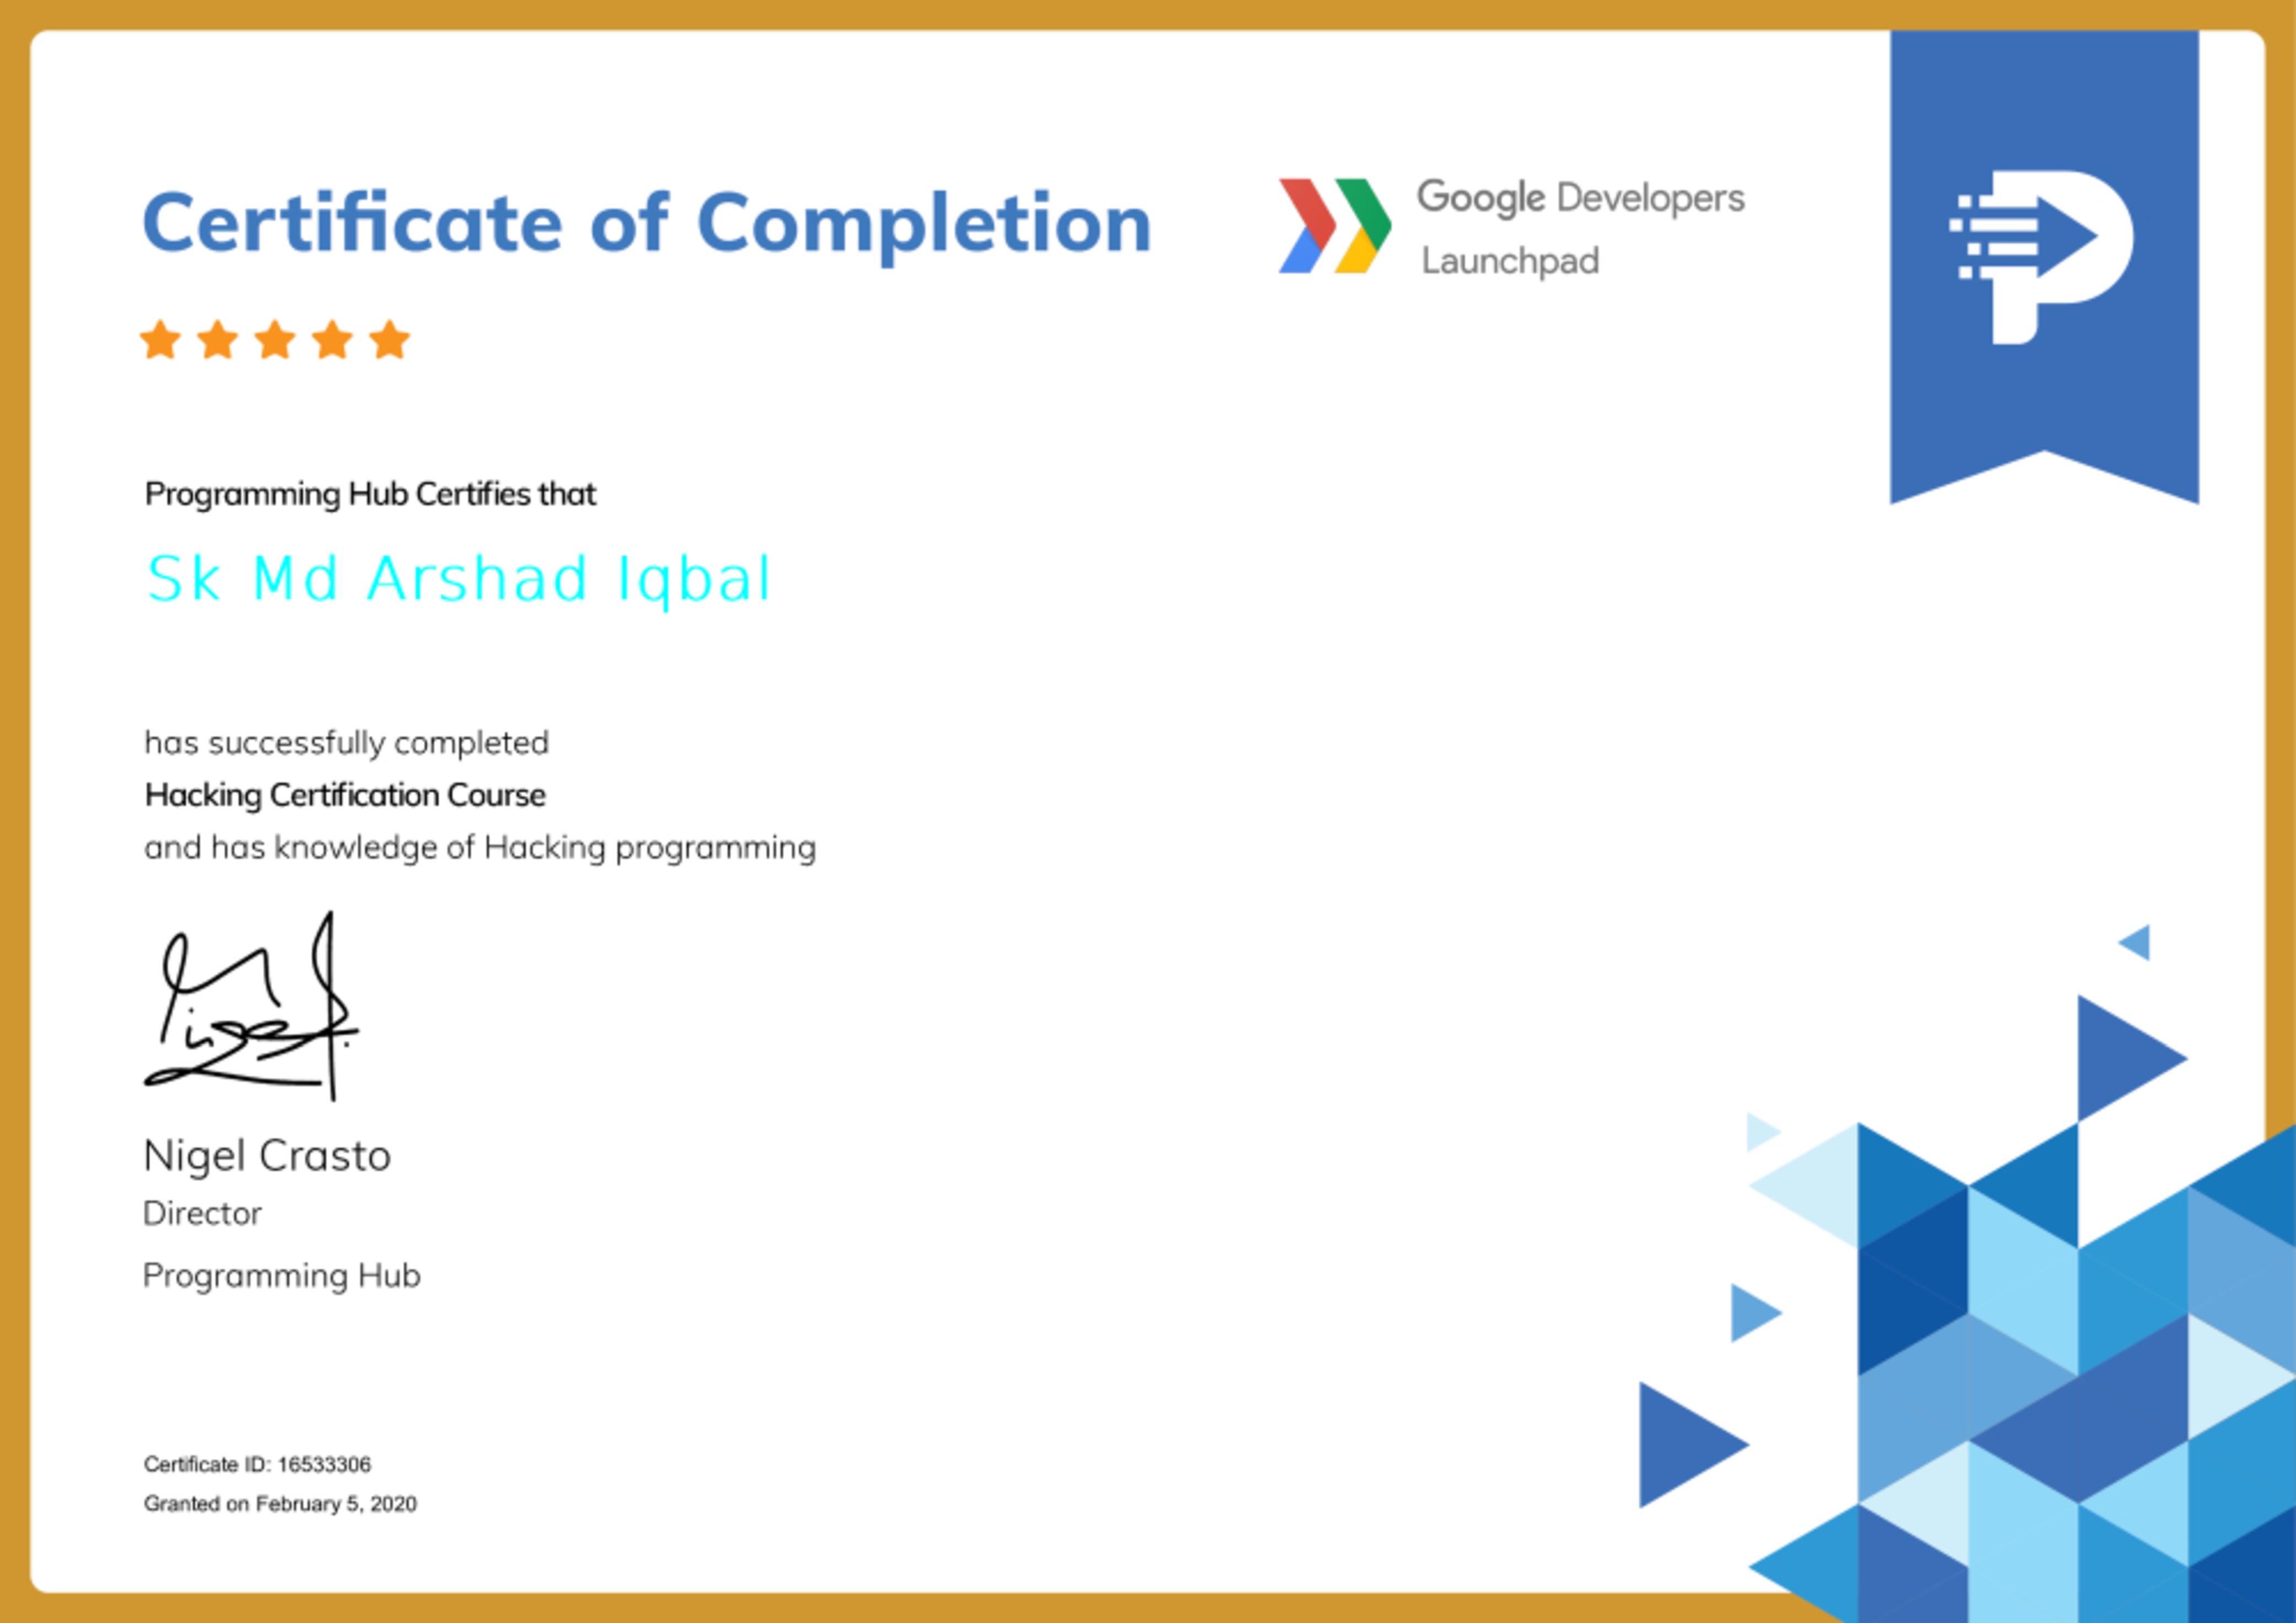 Certificate of Completion
Google Developers
Launchpad
Programming Hub Certifies that
Sk Md Arshad Iqbal
has successfully completed
Hacking Certification Course
and has knowledge of Hacking programming
Nigel Crasto
Director
Programming Hub
Certificate ID: 16533306
Granted on February 5, 2020